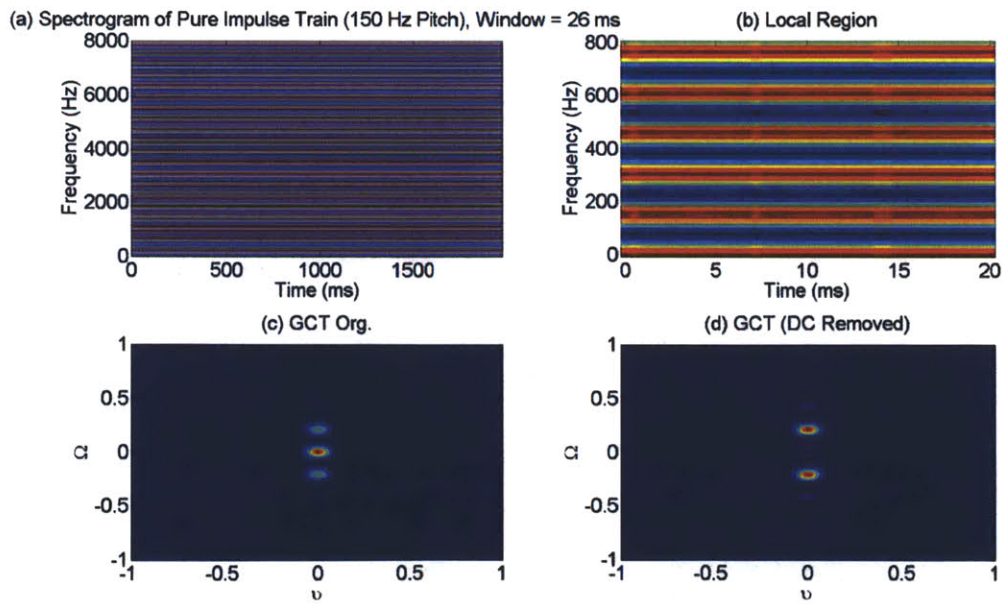 (a) Spectrogram of Pure Impulse Train (150 Hz Pitch), Window = 26 ms
(b) Local Region
8000
6000
4000
2000
0
Frequency (Hz)
0 500 1000 1500
Time (ms)
800
600
400
200
0
Frequency (Hz)
0 5 10 15 20
Time (ms)
(c) GCT Org.
1
0.5
0
-0.5
-1
Ω
-1 -0.5 0 0.5 1
υ
(d) GCT (DC Removed)
1
0.5
0
-0.5
-1
Ω
-1 -0.5 0 0.5 1
υ